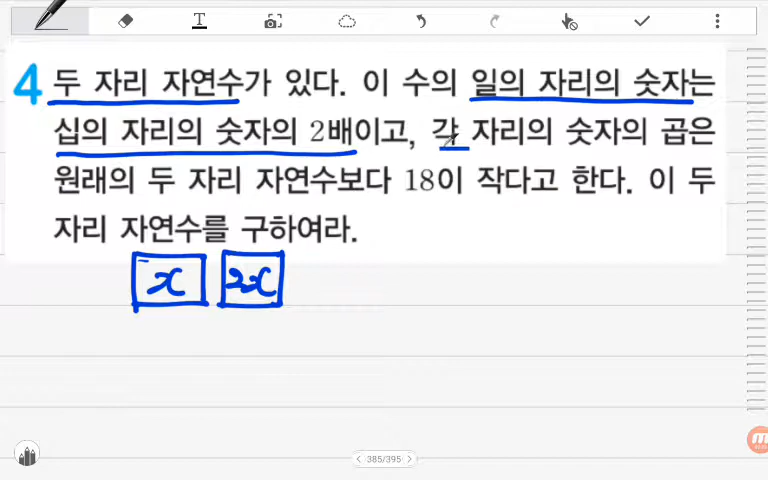 T
4 두 자리 자연수가 있다. 이 수의 일의 자리의 숫자는
십의 자리의 숫자의 2배이고, 각 자리의 숫자의 곱은
원래의 두 자리 자연수보다 18이 작다고 한다. 이 두
자리 자연수를 구하여라.
x 2x
385/395
m